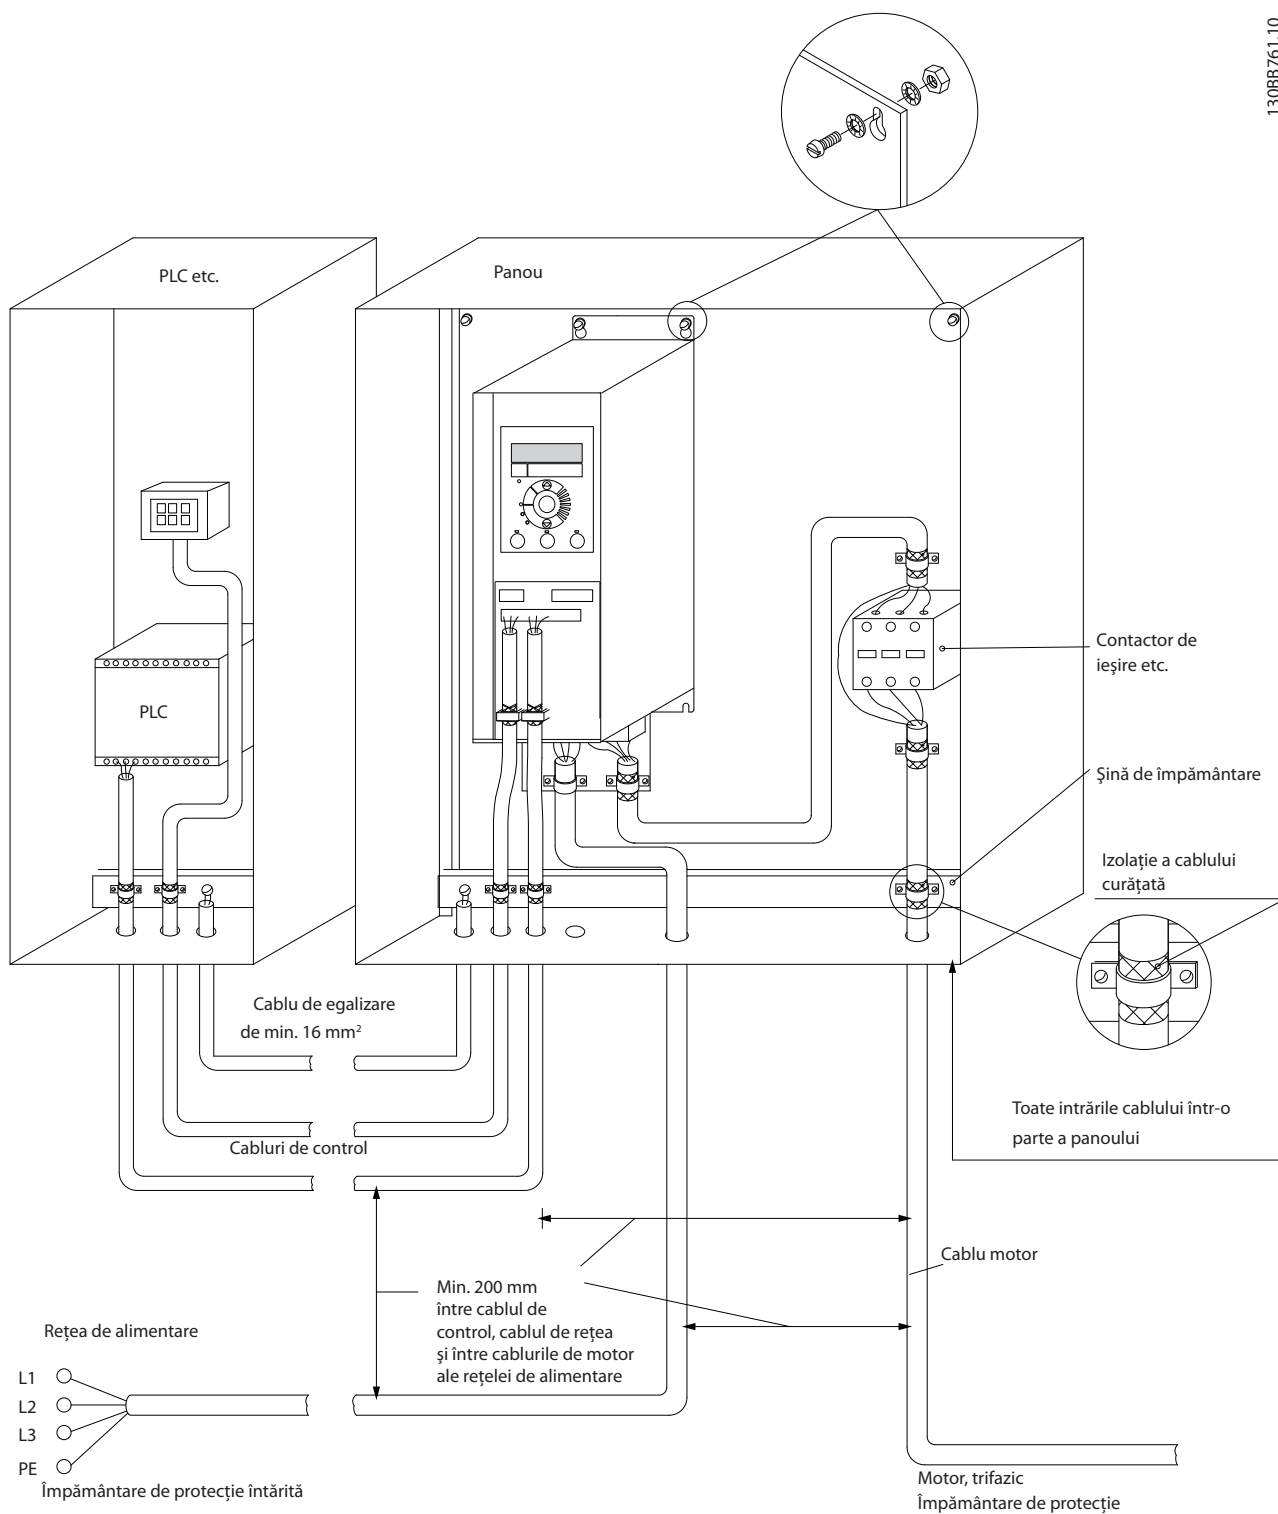 130BB761.10
PLC etc.
Panou
PLC
Contactor de
ieşire etc.
Şină de împământare
Izolaţie a cablului
curăţată
Cablu de egalizare
de min. 16 mm²
Toate intrările cablului într-o
parte a panoului
Cabluri de control
Cablu motor
Min. 200 mm
între cablul de
control, cablul de reţea
şi între cablurile de motor
ale reţelei de alimentare
Reţea de alimentare
L1
L2
L3
PE
Împământare de protecţie întărită
Motor, trifazic
Împământare de protecţie